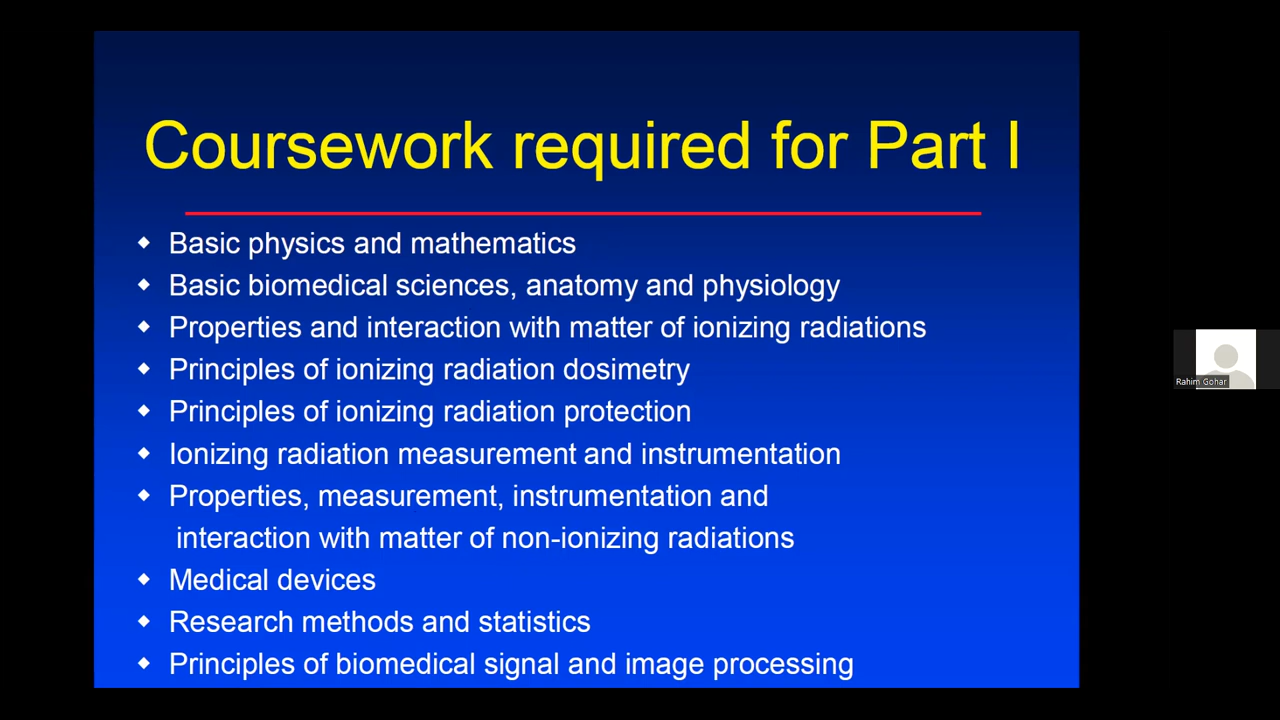 Coursework required for Part I
◆ Basic physics and mathematics
◆ Basic biomedical sciences, anatomy and physiology
◆ Properties and interaction with matter of ionizing radiations
◆ Principles of ionizing radiation dosimetry
◆ Principles of ionizing radiation protection
◆ Ionizing radiation measurement and instrumentation
◆ Properties, measurement, instrumentation and
interaction with matter of non-ionizing radiations
◆ Medical devices
◆ Research methods and statistics
◆ Principles of biomedical signal and image processing
Rahim Gohar